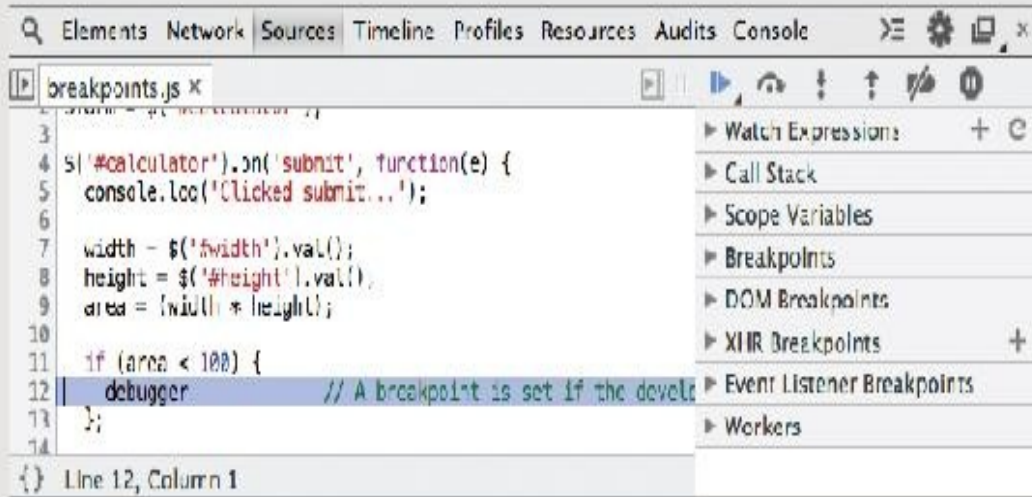 Elements Network Sources Timeline Profiles Resources Audits Console
breakpoints.js ×
2
3
4 $('#calculator').on('submit', function(e) {
5 console.log('Clicked submit...');
6
7 width = $('#width').val();
8 height = $('#height').val();
9 area = (width * height);
10
11 if (area < 100) {
12 debugger // A breakpoint is set if the develo
13 };
14
{} Line 12, Column 1
Watch Expressions
Call Stack
Scope Variables
Breakpoints
DOM Breakpoints
XHR Breakpoints
Event Listener Breakpoints
Workers